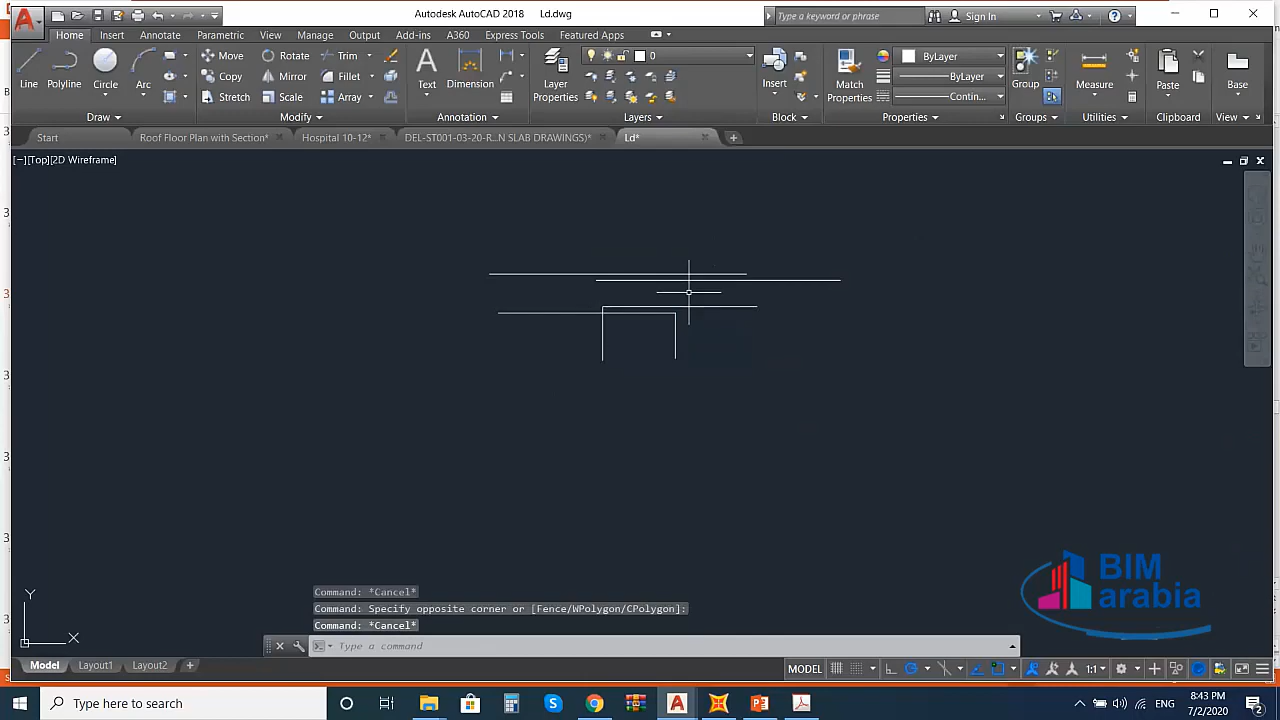 Autodesk AutoCAD 2018 Ld.dwg
Type a keyword or phrase
Sign In
Home Insert Annotate Parametric View Manage Output Add-ins A360 Express Tools Featured Apps
Line Polyline Circle Arc
Move Rotate Trim
Copy Mirror Fillet
Stretch Scale Array
Text Dimension
Layer
Properties
0
Insert
Match
Properties
ByLayer
ByLayer
Contin...
Group
Measure
Paste
Base
Draw Modify Annotation Layers Block Properties Groups Utilities Clipboard View
Start Roof Floor Plan with Section* Hospital 10-12* DEL-ST001-03-20-R...N SLAB DRAWINGS)* Ld*
[−][Top][2D Wireframe]
BIM
arabia
Y
X
Command: *Cancel*
Command: Specify opposite corner or [Fence/WPolygon/CPolygon]:
Command: *Cancel*
Type a command
Model Layout1 Layout2
MODEL
1:1
Type here to search
ENG
8:43 PM
7/2/2020
2